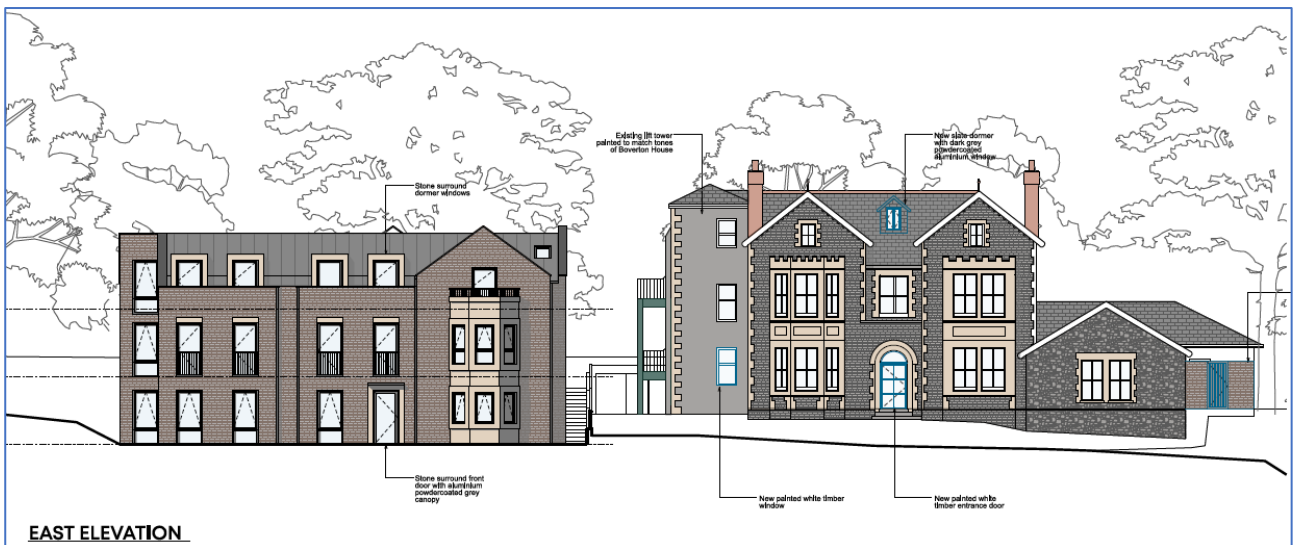 Existing lift tower
painted to match tones
of Boverton House
New slate dormer
with dark grey
powdercoated
aluminium window
Stone surround
dormer windows
Stone surround front
door with aluminium
powdercoated grey
canopy
New painted white timber
window
New painted white
timber entrance door
EAST ELEVATION